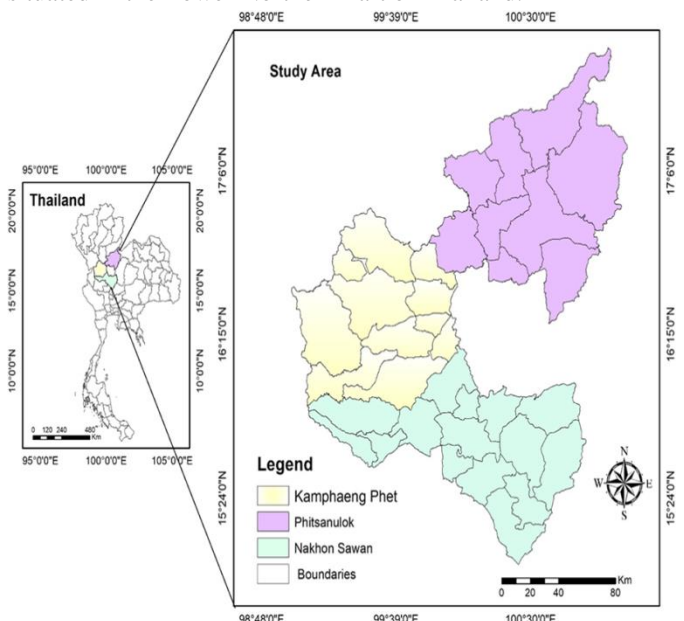 98°48'0"E 99°39'0"E 100°30'0"E
Study Area
95°0'0"E 100°0'0"E 105°0'0"E
Thailand
20°0'0"N
15°0'0"N
10°0'0"N
20°0'0"N
15°0'0"N
10°0'0"N
0 120 240 480
Km
95°0'0"E 100°0'0"E 105°0'0"E
17°6'0"N
16°15'0"N
15°24'0"N
17°6'0"N
16°15'0"N
15°24'0"N
Legend
Kamphaeng Phet
Phitsanulok
Nakhon Sawan
Boundaries
N
W E
S
Km
0 20 40 80
98°48'0"E 99°39'0"E 100°30'0"E